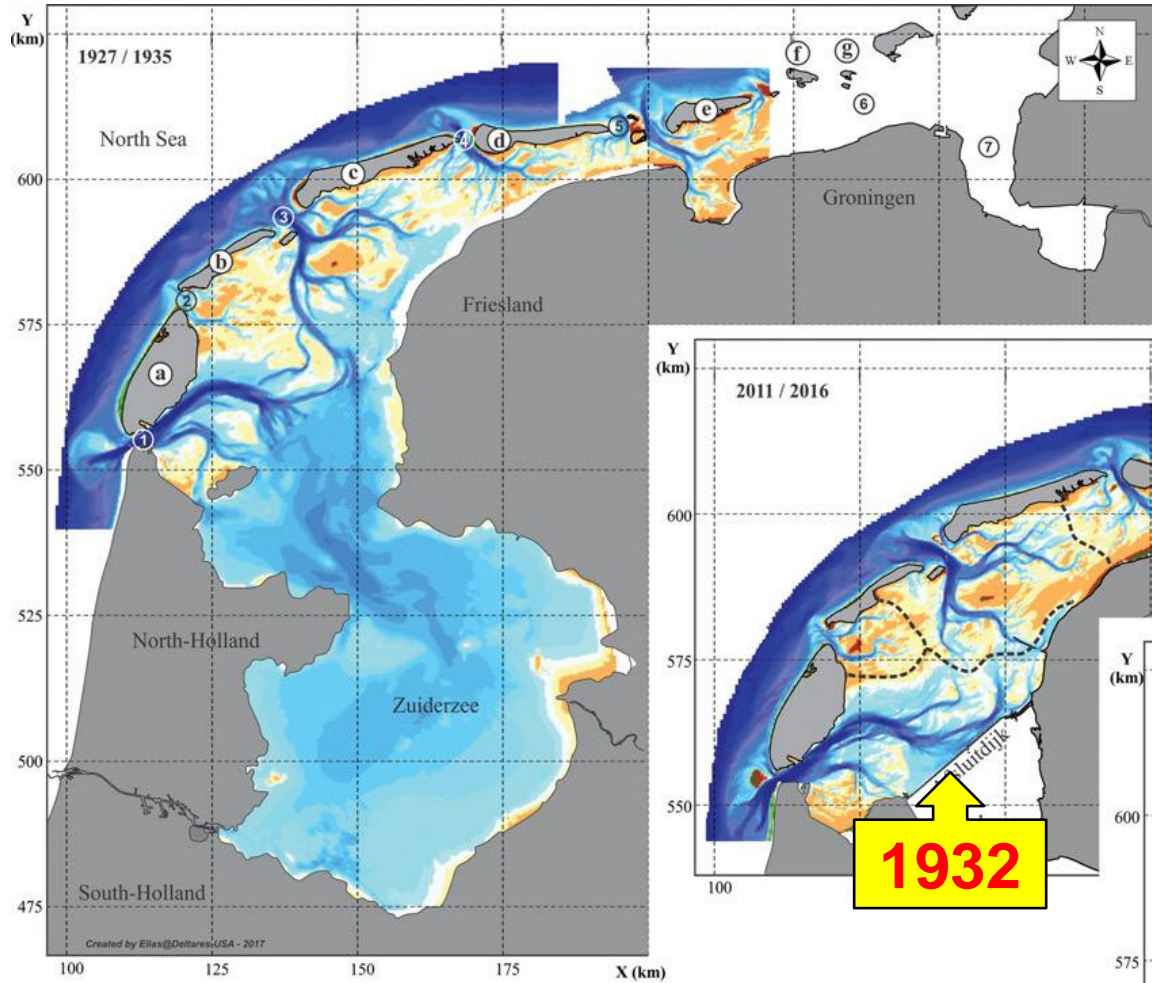 Y
(km)
1927 / 1935
North Sea
f
g
N
W E
S
e
6
5
4
d
7
c
600
Groningen
3
b
2
Friesland
575
a
1
550
525
North-Holland
Zuiderzee
500
South-Holland
475
Created by Elias@Deltares-USA - 2017
100
125
150
175
X (km)
Y
(km)
2011 / 2016
600
575
550
sluitdijk
100
1932
Y
(km)
600
575